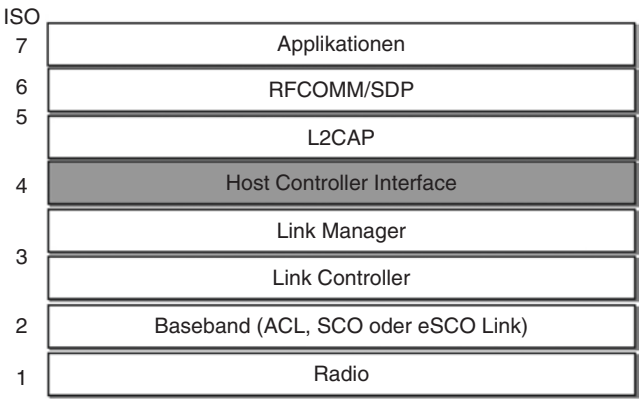 ISO
7 Applikationen
6 RFCOMM/SDP
5
L2CAP
4 Host Controller Interface
Link Manager
3
Link Controller
2 Baseband (ACL, SCO oder eSCO Link)
1 Radio